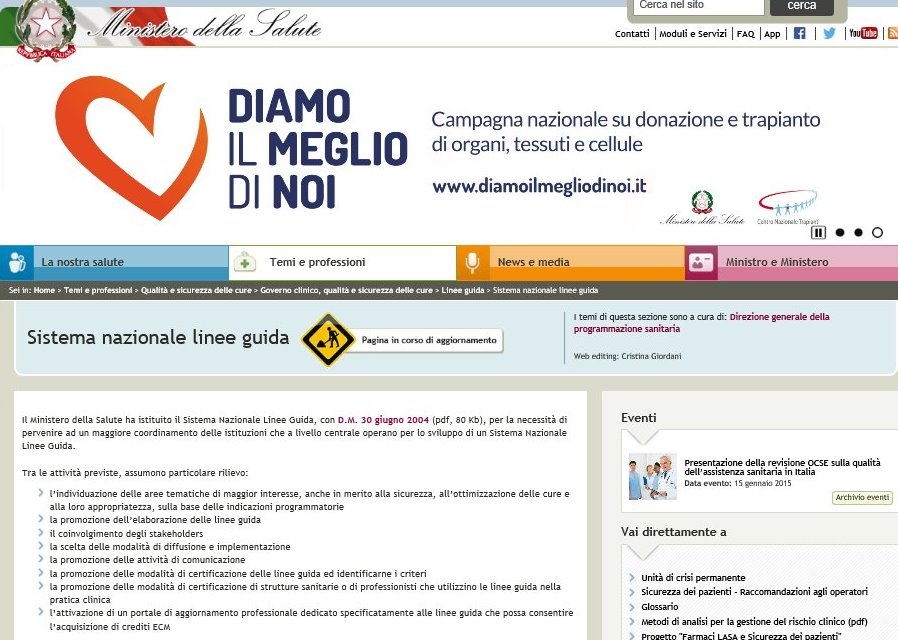 Cerca nel sito
cerca
Ministero della Salute
REPUBBLICA ITALIANA
Contatti | Moduli e Servizi | FAQ | App | | | You Tube |
DIAMO
IL MEGLIO
DI NOI
Campagna nazionale su donazione e trapianto
di organi, tessuti e cellule
www.diamoilmegliodinoi.it
Ministero della Salute
Centro Nazionale Trapianti
La nostra salute
Temi e professioni
News e media
Ministro e Ministero
Sei in: Home > Temi e professioni > Qualità e sicurezza delle cure > Governo clinico, qualità e sicurezza delle cure > Linee guida > Sistema nazionale linee guida
Sistema nazionale linee guida
Pagina in corso di aggiornamento
I temi di questa sezione sono a cura di: Direzione generale della
programmazione sanitaria
Web editing: Cristina Giordani
Il Ministero della Salute ha istituito il Sistema Nazionale Linee Guida, con D.M. 30 giugno 2004 (pdf, 80 Kb), per la necessità di
pervenire ad un maggiore coordinamento delle istituzioni che a livello centrale operano per lo sviluppo di un Sistema Nazionale
Linee Guida.
Tra le attività previste, assumono particolare rilievo:
l'individuazione delle aree tematiche di maggior interesse, anche in merito alla sicurezza, all'ottimizzazione delle cure e
alla loro appropriatezza, sulla base delle indicazioni programmatorie
la promozione dell'elaborazione delle linee guida
il coinvolgimento degli stakeholders
la scelta delle modalità di diffusione e implementazione
la promozione delle attività di comunicazione
la promozione delle modalità di certificazione delle linee guida ed identificarne i criteri
la promozione delle modalità di certificazione di strutture sanitarie o di professionisti che utilizzino le linee guida nella
pratica clinica
l'attivazione di un portale di aggiornamento professionale dedicato specificatamente alle linee guida che possa consentire
l'acquisizione di crediti ECM
Eventi
Presentazione della revisione OCSE sulla qualità
dell'assistenza sanitaria in Italia
Data evento: 15 gennaio 2015
Archivio eventi
Vai direttamente a
Unità di crisi permanente
Sicurezza dei pazienti - Raccomandazioni agli operatori
Glossario
Metodi di analisi per la gestione del rischio clinico (pdf)
Progetto "Farmaci LASA e Sicurezza dei pazienti"